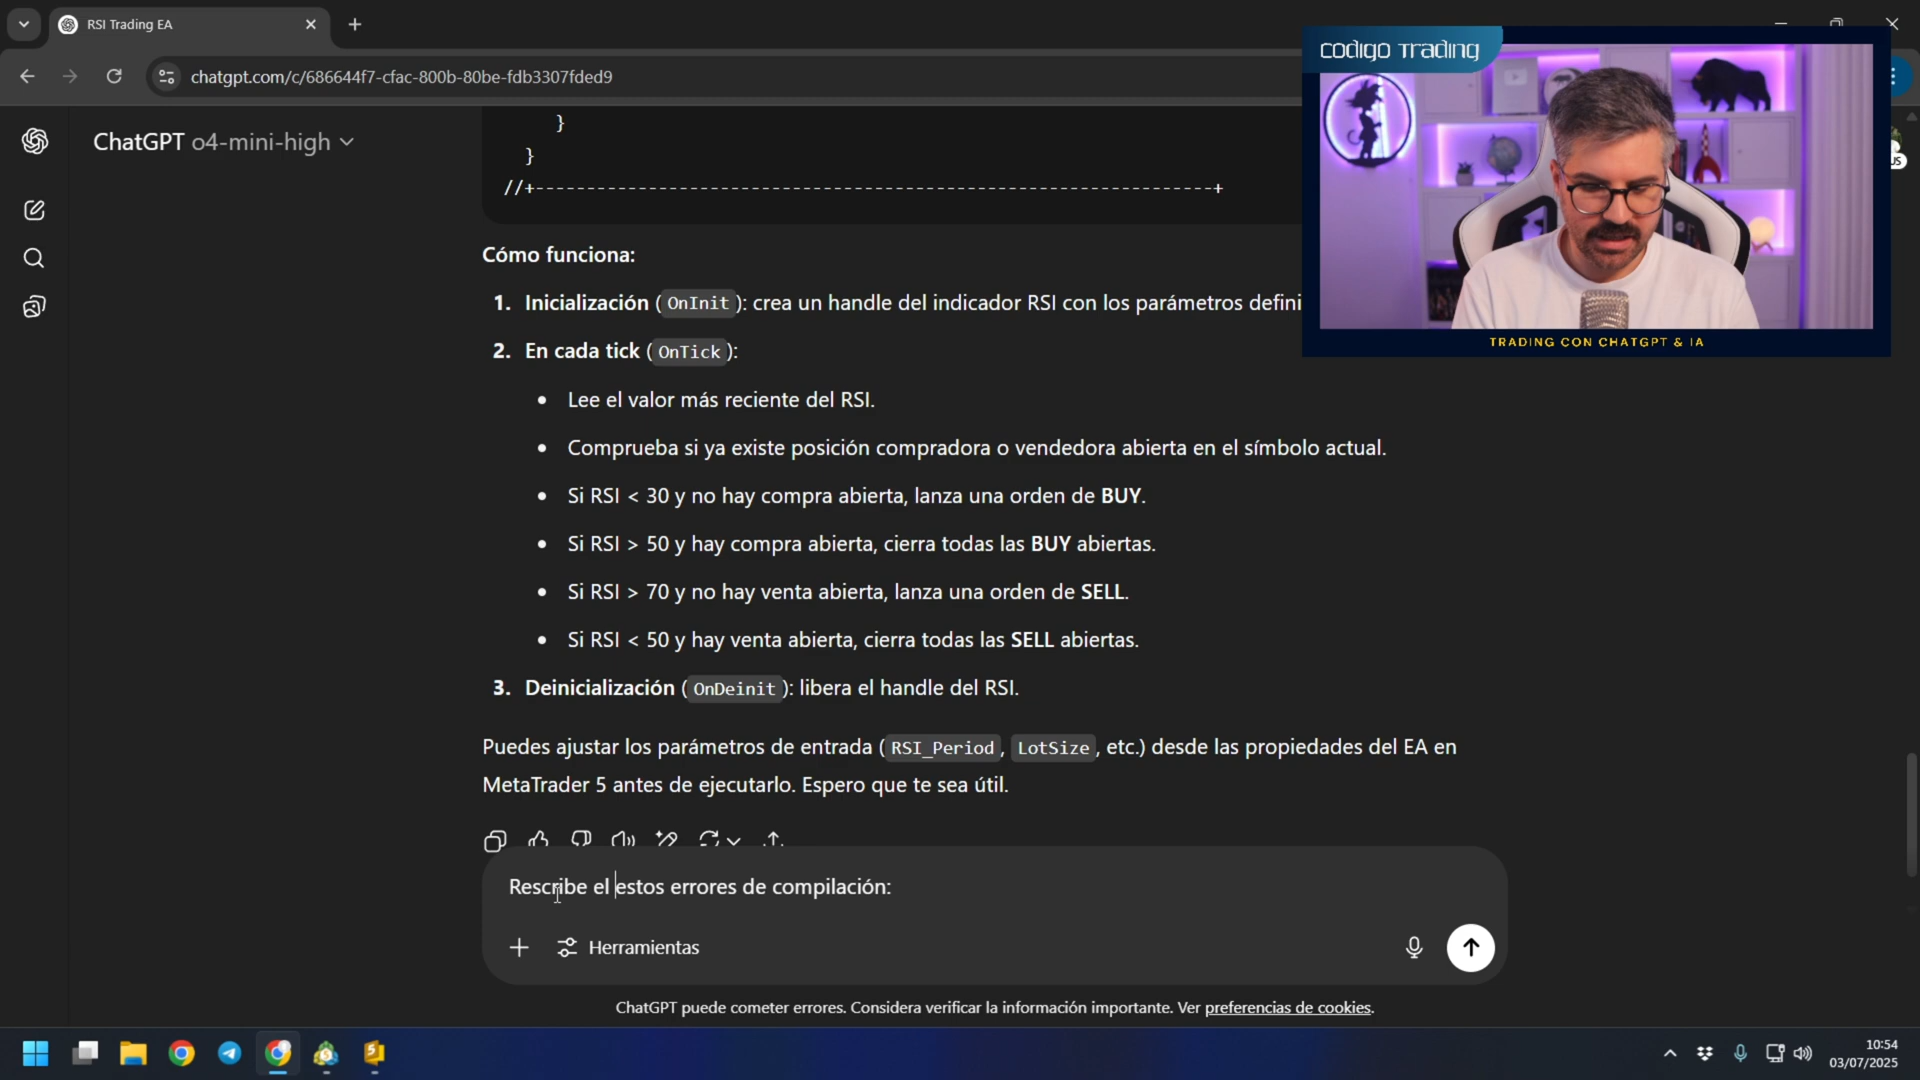 RSI Trading EA
chatgpt.com/c/686644f7-cfac-800b-80be-fdb3307fded9
codigo Trading
TRADING CON CHATGPT & IA
ChatGPT o4-mini-high
}
}
//+------------------------------------------------------------------+
Cómo funciona:
1. Inicialización (OnInit): crea un handle del indicador RSI con los parámetros defini
2. En cada tick (OnTick):
• Lee el valor más reciente del RSI.
• Comprueba si ya existe posición compradora o vendedora abierta en el símbolo actual.
• Si RSI < 30 y no hay compra abierta, lanza una orden de BUY.
• Si RSI > 50 y hay compra abierta, cierra todas las BUY abiertas.
• Si RSI > 70 y no hay venta abierta, lanza una orden de SELL.
• Si RSI < 50 y hay venta abierta, cierra todas las SELL abiertas.
3. Deinicialización (OnDeinit): libera el handle del RSI.
Puedes ajustar los parámetros de entrada (RSI_Period, LotSize, etc.) desde las propiedades del EA en
MetaTrader 5 antes de ejecutarlo. Espero que te sea útil.
Rescribe el estos errores de compilación:
Herramientas
ChatGPT puede cometer errores. Considera verificar la información importante. Ver preferencias de cookies.
10:54
03/07/2025